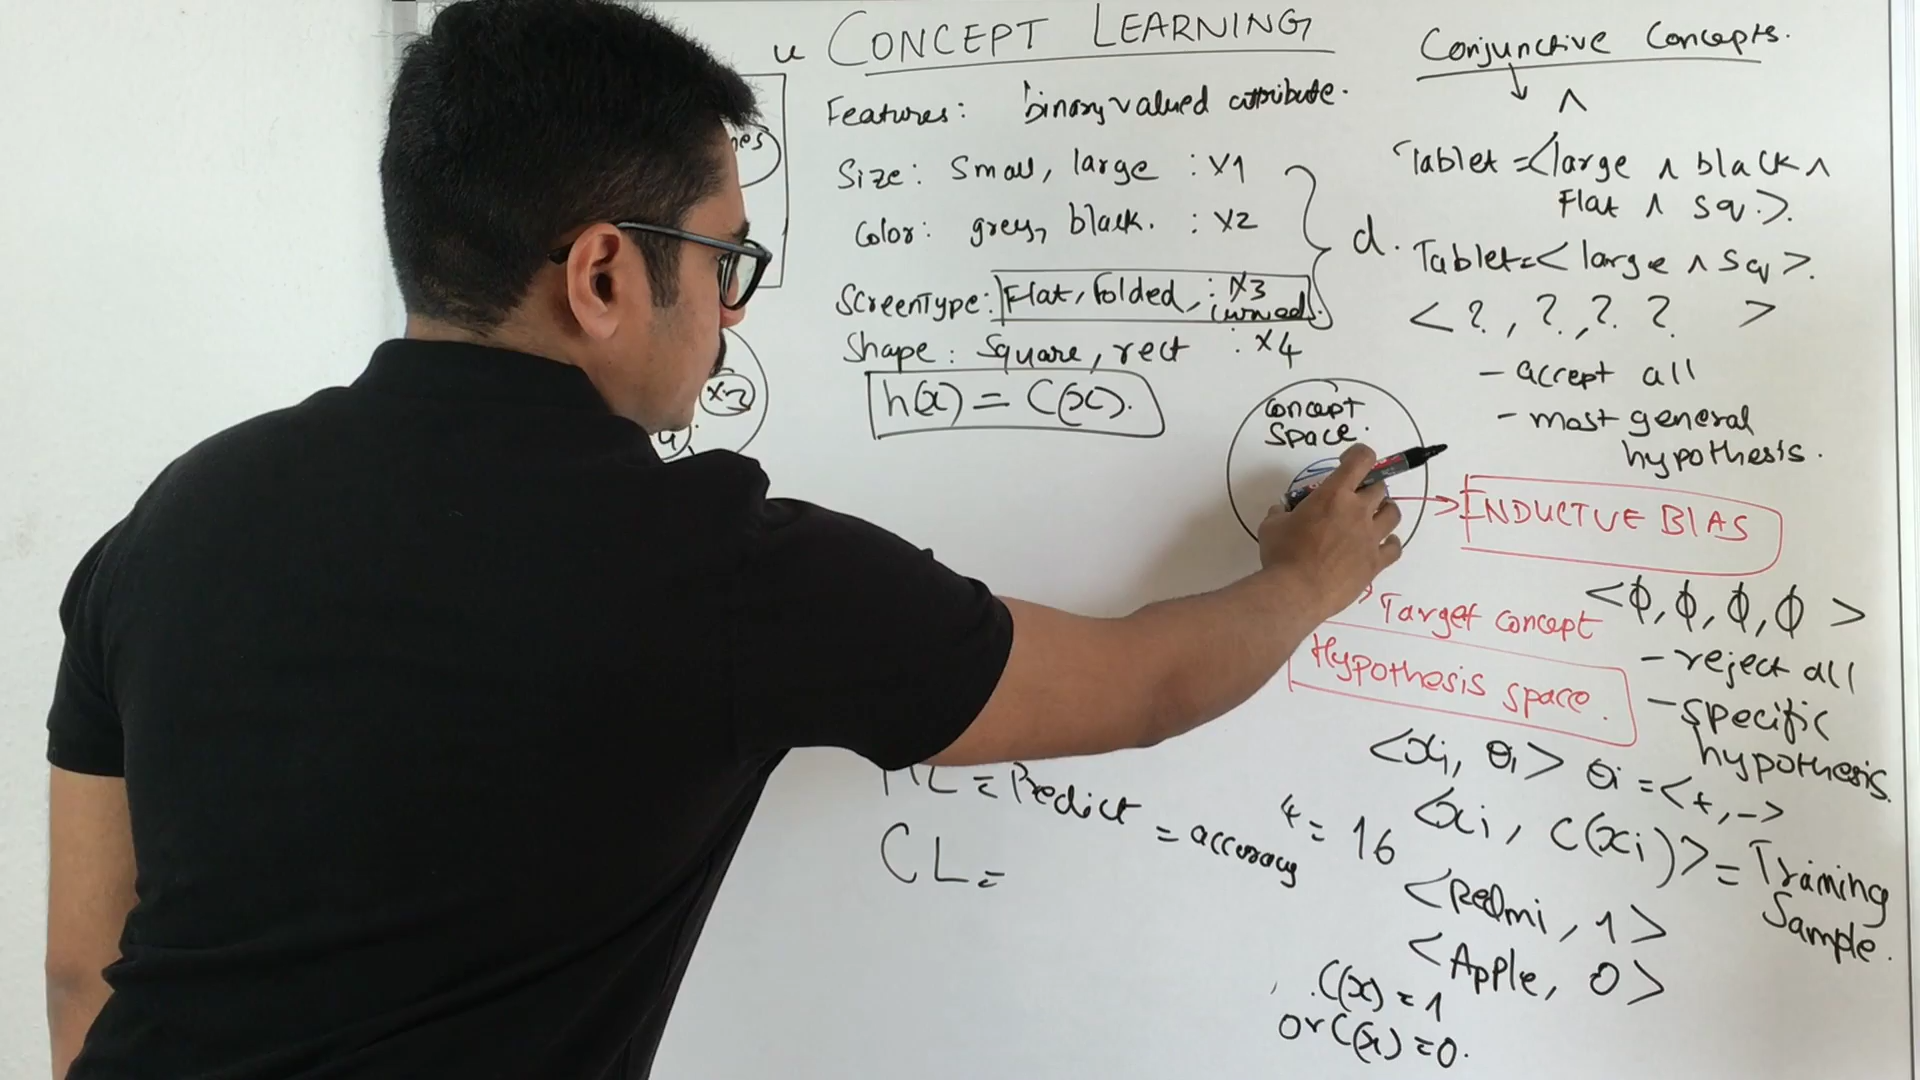 CONCEPT LEARNING
Features: binary valued attribute.
Size: small, large : x1
Color: grey, black. : x2
ScreenType: Flat, Folded, : x3
curved.
Shape: Square, rect : x4
d.
h(x) = C(x).
Conjunctive Concepts.
∧
Tablet = <large ∧ black ∧
Flat ∧ sq.>.
Tablet = < large ∧ sq >.
< ?, ?, ? ? >
- accept all
- most general
hypothesis.
Concept
Space.
INDUCTIVE BIAS
Target concept
Hypothesis space.
<ϕ, ϕ, ϕ, ϕ >
- reject all
- specific
hypothesis.
x3
ML = Predict = accuracy
CL =
4 = 16
<xi, θi> θi = <+, ->
<xi, C(xi)> = Training
Sample.
<Redmi, 1>
<Apple, 0>
C(x) = 1
or C(x) = 0.